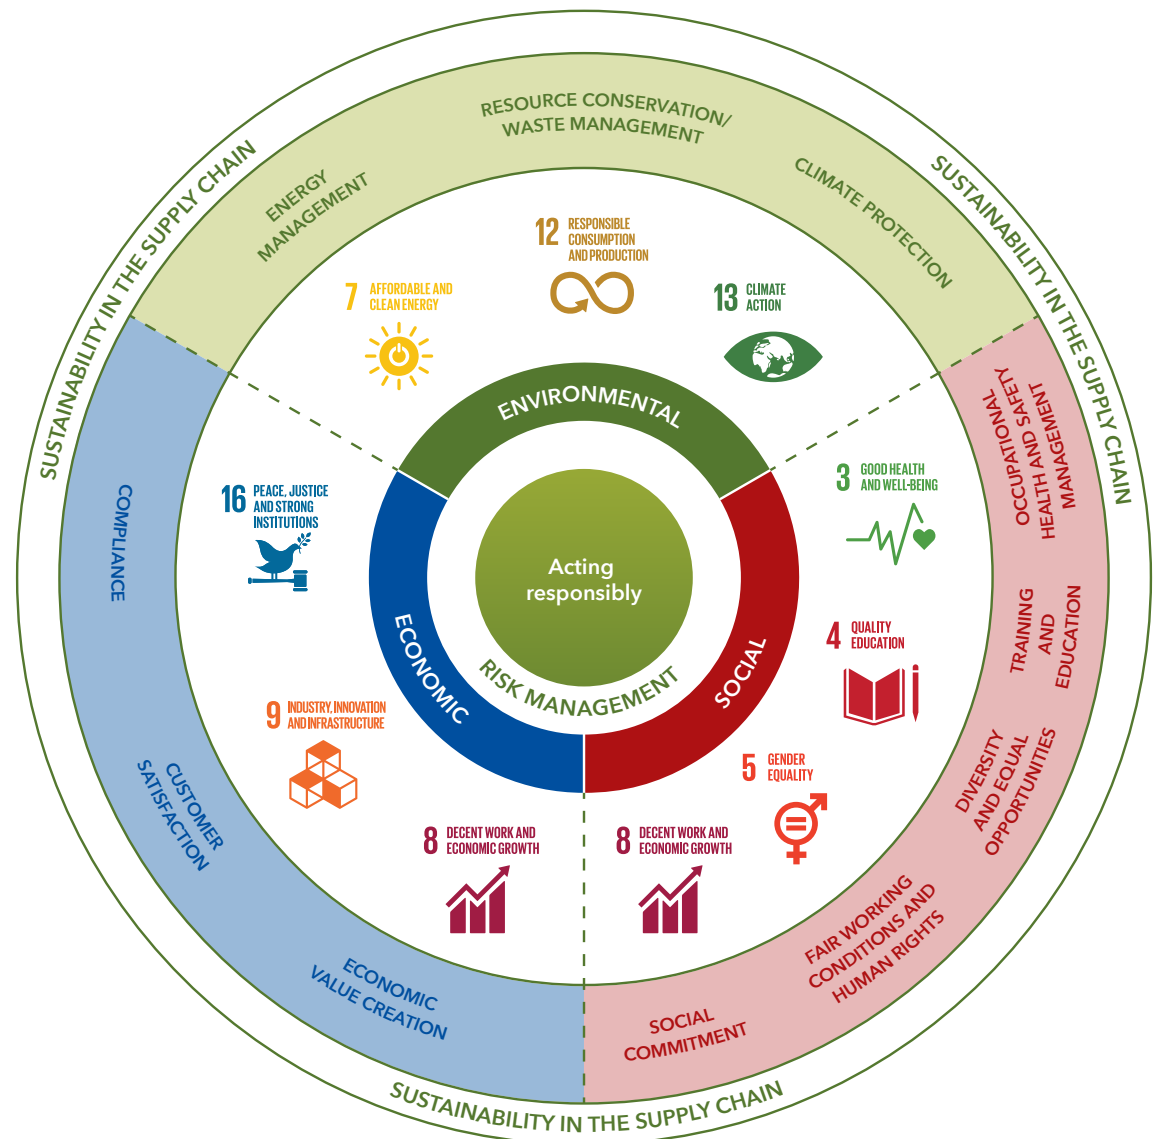 SUSTAINABILITY IN THE SUPPLY CHAIN
SUSTAINABILITY IN THE SUPPLY CHAIN
SUSTAINABILITY IN THE SUPPLY CHAIN
ENERGY
MANAGEMENT
RESOURCE CONSERVATION/
WASTE MANAGEMENT
CLIMATE PROTECTION
OCCUPATIONAL
HEALTH AND SAFETY
MANAGEMENT
TRAINING
AND
EDUCATION
DIVERSITY
AND EQUAL
OPPORTUNITIES
FAIR WORKING
CONDITIONS AND
HUMAN RIGHTS
SOCIAL
COMMITMENT
ECONOMIC
VALUE CREATION
CUSTOMER
SATISFACTION
COMPLIANCE
7 AFFORDABLE AND
CLEAN ENERGY
12 RESPONSIBLE
CONSUMPTION
AND PRODUCTION
13 CLIMATE
ACTION
3 GOOD HEALTH
AND WELL-BEING
4 QUALITY
EDUCATION
5 GENDER
EQUALITY
8 DECENT WORK AND
ECONOMIC GROWTH
8 DECENT WORK AND
ECONOMIC GROWTH
9 INDUSTRY, INNOVATION
AND INFRASTRUCTURE
16 PEACE, JUSTICE
AND STRONG
INSTITUTIONS
ENVIRONMENTAL
SOCIAL
ECONOMIC
Acting
responsibly
RISK MANAGEMENT